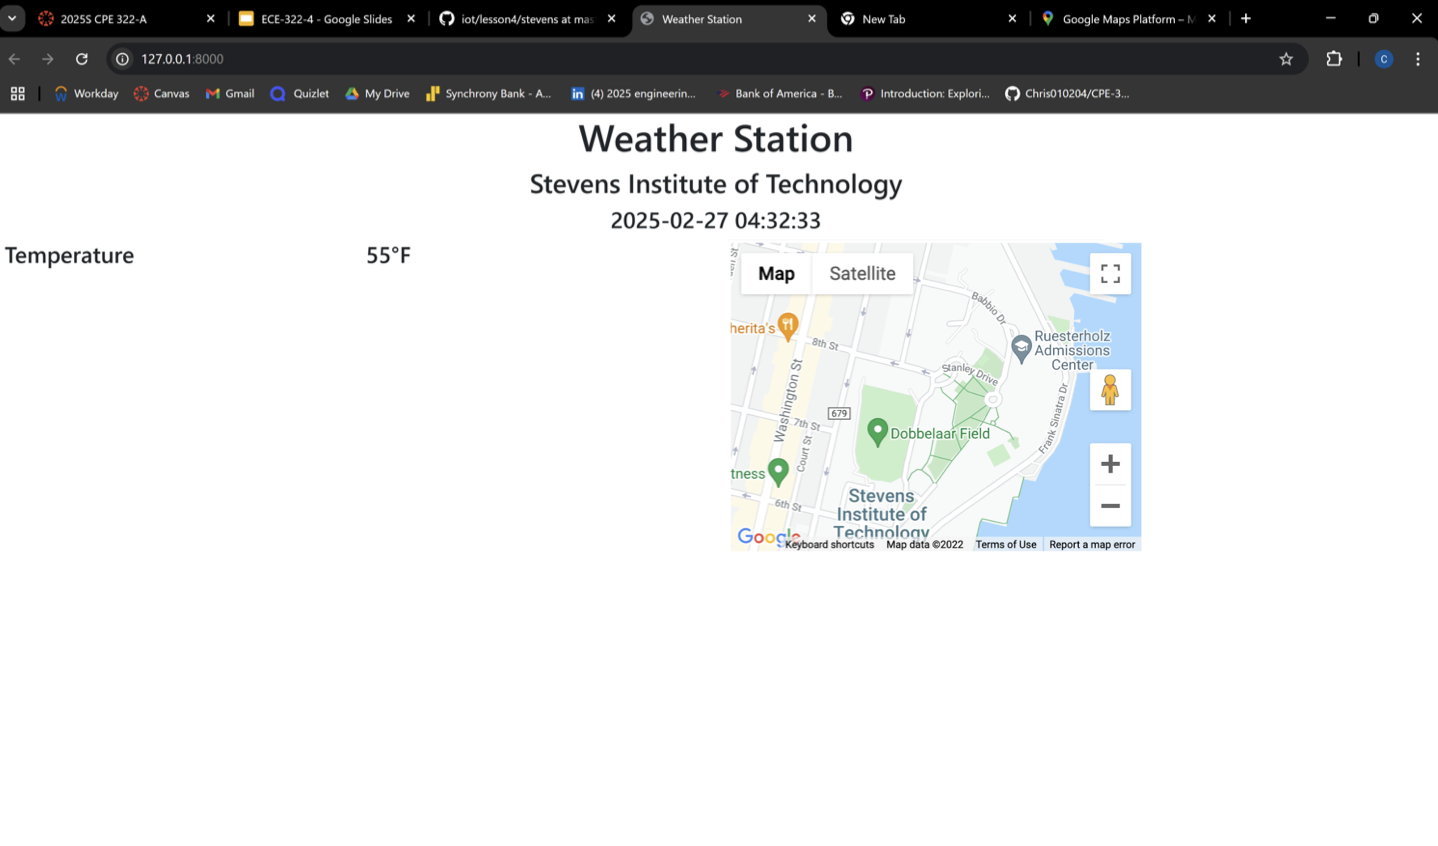 2025S CPE 322-A
ECE-322-4 - Google Slides
iot/lesson4/stevens at mas
Weather Station
New Tab
Google Maps Platform – M
127.0.0.1:8000
C
Workday
Canvas
Gmail
Quizlet
My Drive
Synchrony Bank - A...
(4) 2025 engineerin...
Bank of America - B...
Introduction: Explori...
Chris010204/CPE-3...
Weather Station
Stevens Institute of Technology
2025-02-27 04:32:33
Temperature
55°F
Map
Satellite
Babbio Dr
herita's
8th St
Ruesterholz
Admissions
Center
Stanley Drive
Washington St
679
7th St
Court St
Dobbelaar Field
Frank Sinatra Dr
tness
6th St
Stevens
Institute of
Technology
Google
Keyboard shortcuts
Map data ©2022
Terms of Use
Report a map error